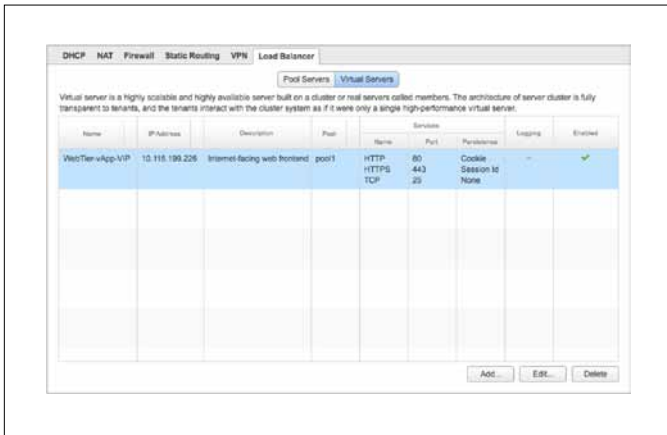 DHCP NAT Firewall Static Routing VPN Load Balancer
Pool Servers Virtual Servers
Virtual server is a highly scalable and highly available server built on a cluster or real servers called members. The architecture of server cluster is fully
transparent to tenants, and the tenants interact with the cluster system as if it were only a single high-performance virtual server.
Services
Name IP Address Description Pool Name Port Persistence Logging Enabled
WebTier-vApp-VIP 10.115.199.226 Internet-facing web frontend pool1 HTTP 80 Cookie –
HTTPS 443 Session Id
TCP 25 None
Add... Edit... Delete